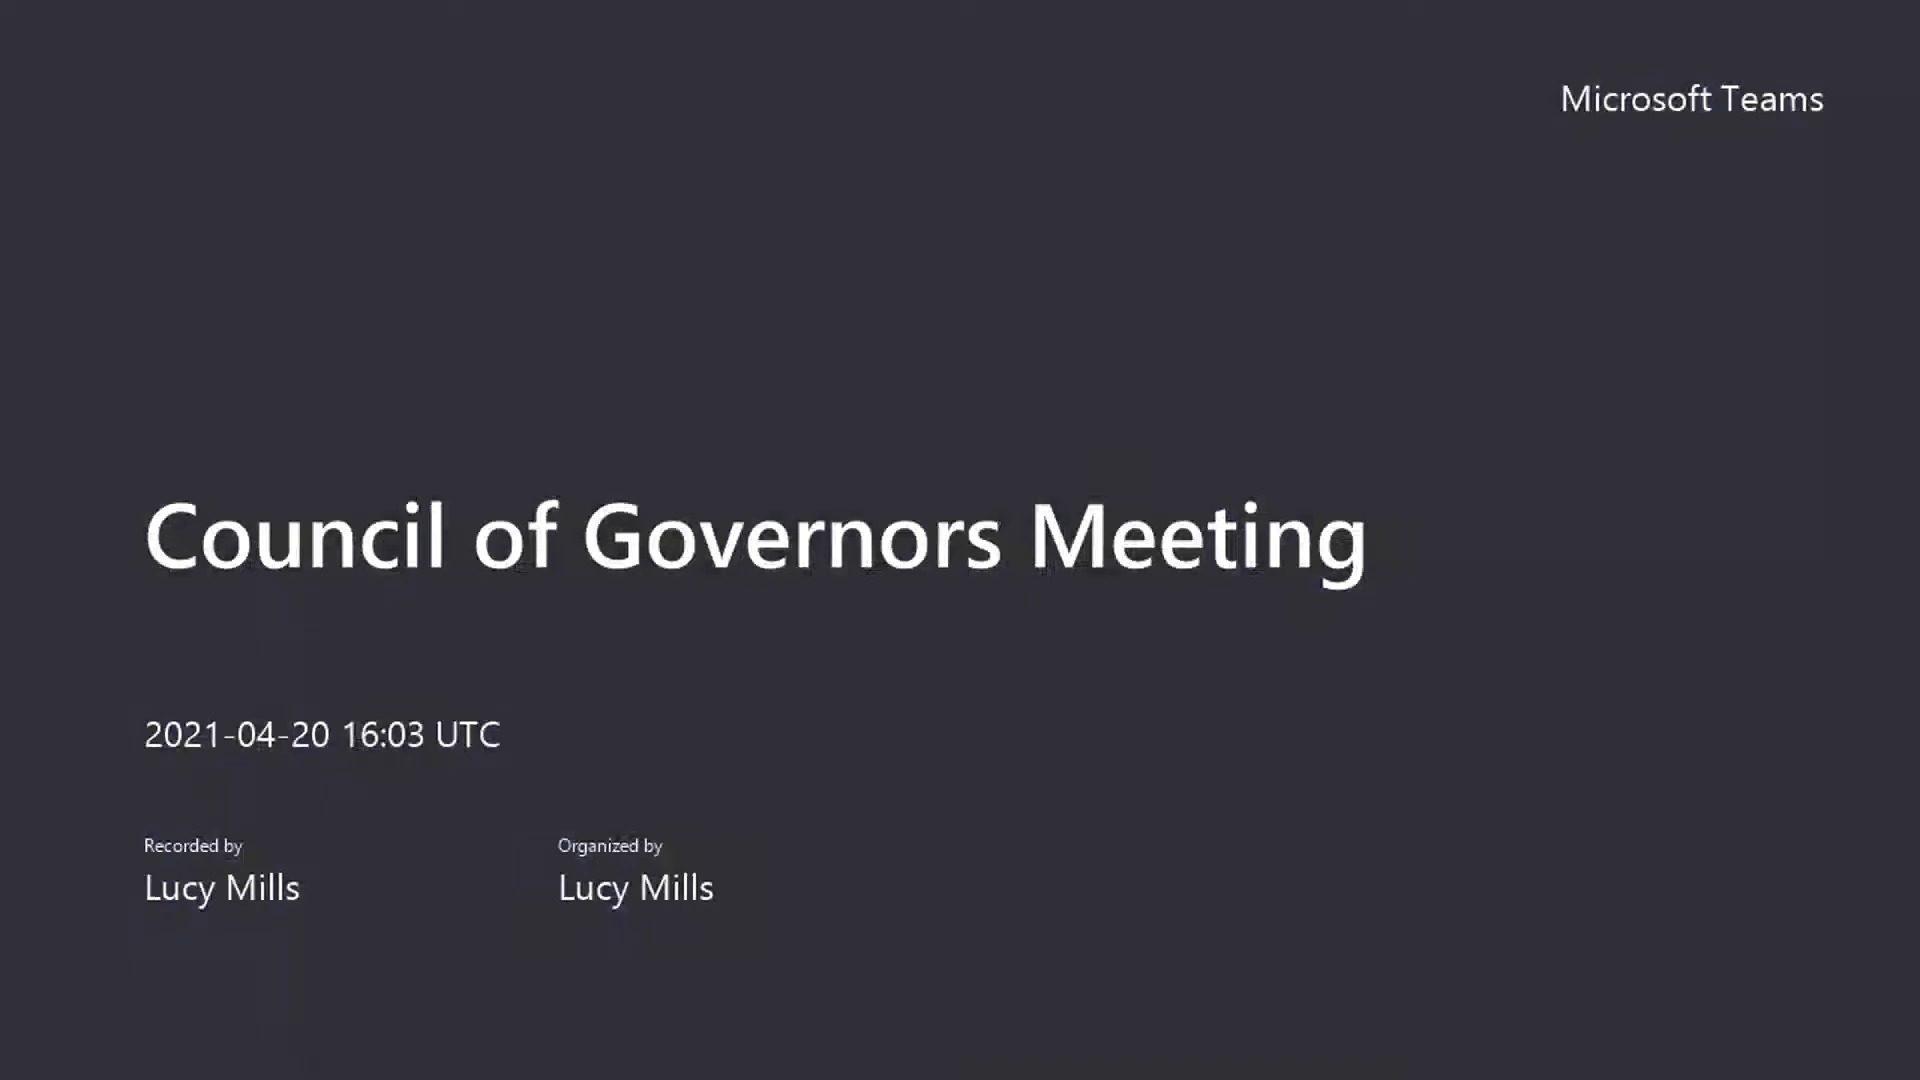 Microsoft Teams
Council of Governors Meeting
2021-04-20 16:03 UTC
Recorded by
Lucy Mills
Organized by
Lucy Mills